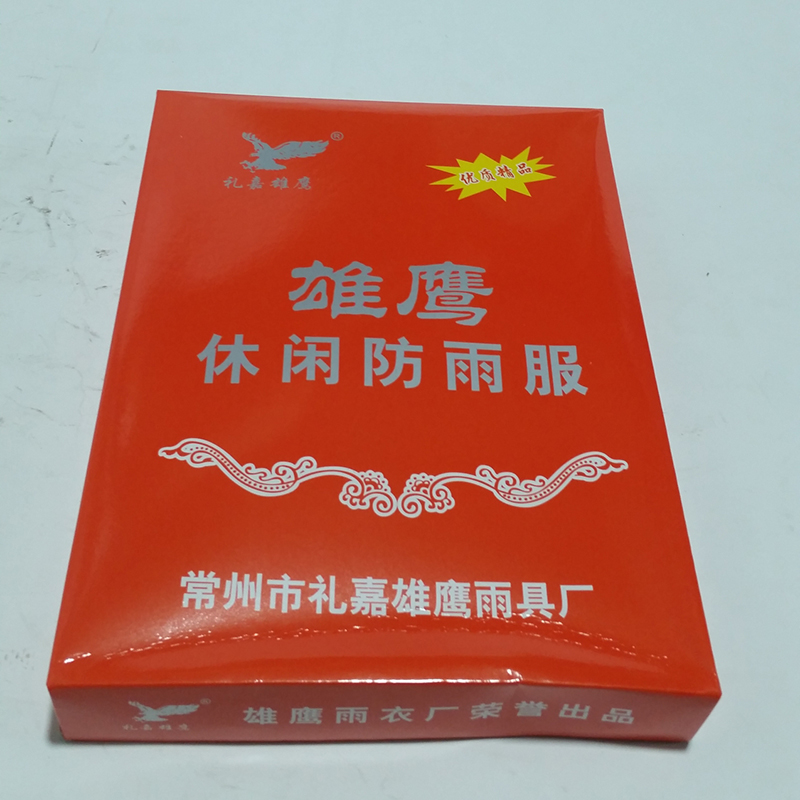 ®
礼嘉雄鹰
优质精品
雄鹰
休闲防雨服
常州市礼嘉雄鹰雨具厂
®
礼嘉雄鹰
雄鹰雨衣厂荣誉出品